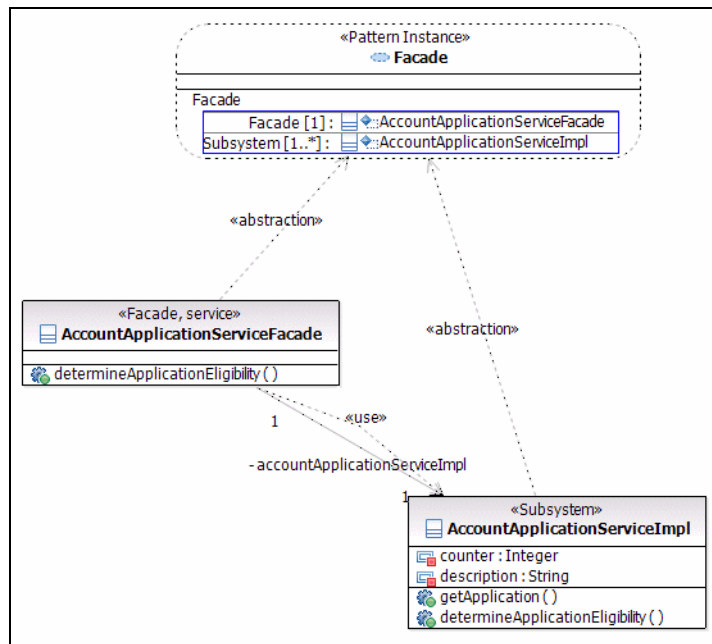 «Pattern Instance»
Facade
Facade
Facade [1] : AccountApplicationServiceFacade
Subsystem [1..*] : AccountApplicationServiceImpl
«abstraction»
«Facade, service»
AccountApplicationServiceFacade
determineApplicationEligibility ( )
«abstraction»
1
«use»
- accountApplicationServiceImpl
1
«Subsystem»
AccountApplicationServiceImpl
counter : Integer
description : String
getApplication ( )
determineApplicationEligibility ( )